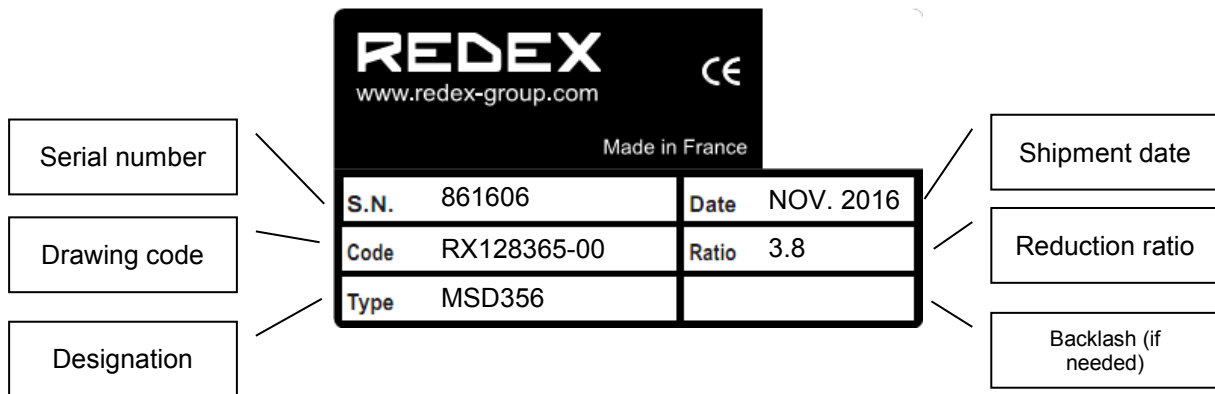 REDEX
www.redex-group.com
CE
Made in France
Serial number
Drawing code
Designation
S.N. 861606 Date NOV. 2016
Code RX128365-00 Ratio 3.8
Type MSD356
Shipment date
Reduction ratio
Backlash (if
needed)